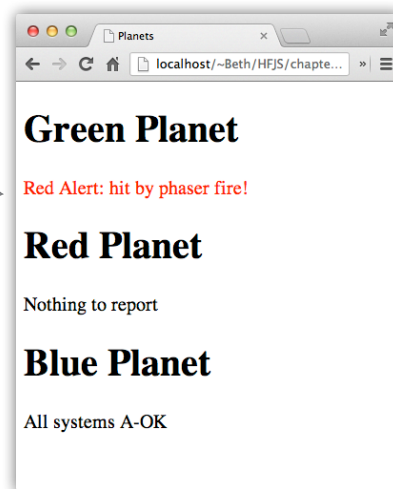 Planets
localhost/~Beth/HFJS/chapte...
Green Planet
Red Alert: hit by phaser fire!
Red Planet
Nothing to report
Blue Planet
All systems A-OK